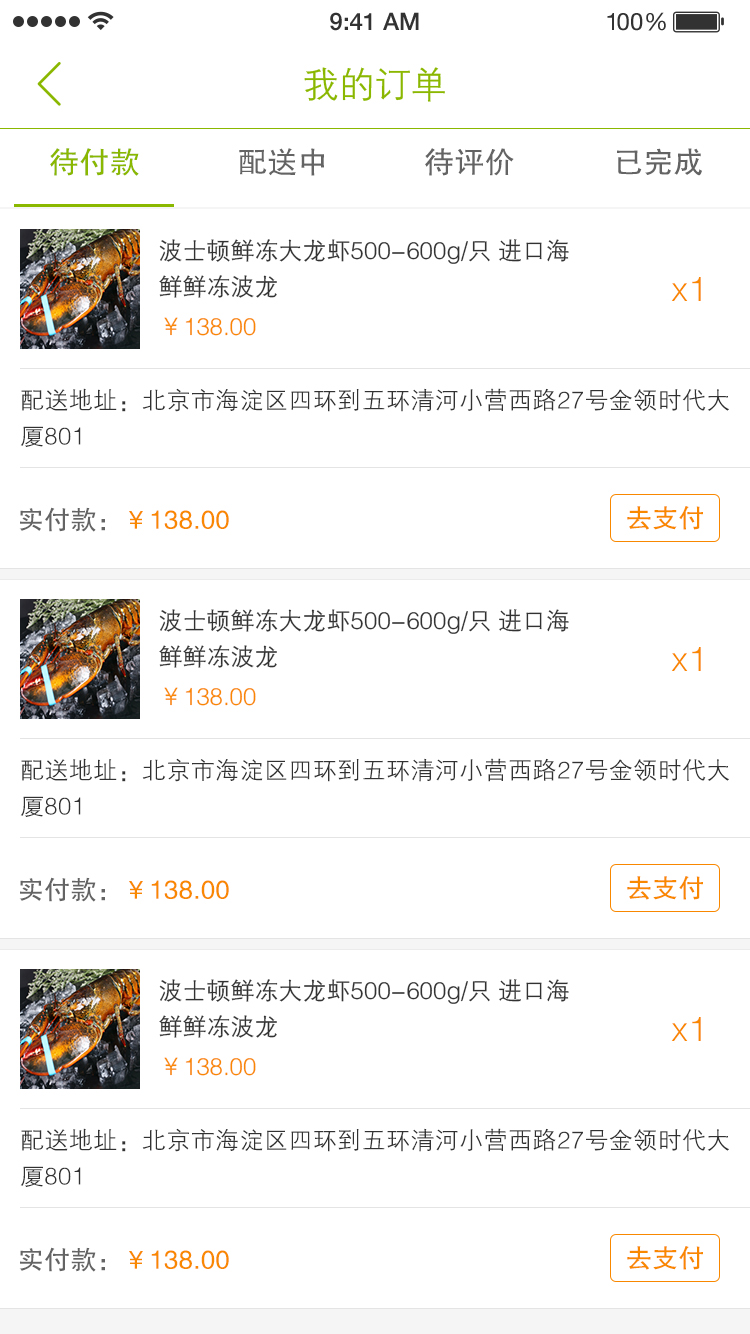 9:41 AM 100%
我的订单
待付款 配送中 待评价 已完成
波士顿鲜冻大龙虾500-600g/只 进口海
鲜鲜冻波龙
x1
¥138.00
配送地址：北京市海淀区四环到五环清河小营西路27号金领时代大
厦801
实付款：¥138.00 去支付
波士顿鲜冻大龙虾500-600g/只 进口海
鲜鲜冻波龙
x1
¥138.00
配送地址：北京市海淀区四环到五环清河小营西路27号金领时代大
厦801
实付款：¥138.00 去支付
波士顿鲜冻大龙虾500-600g/只 进口海
鲜鲜冻波龙
x1
¥138.00
配送地址：北京市海淀区四环到五环清河小营西路27号金领时代大
厦801
实付款：¥138.00 去支付